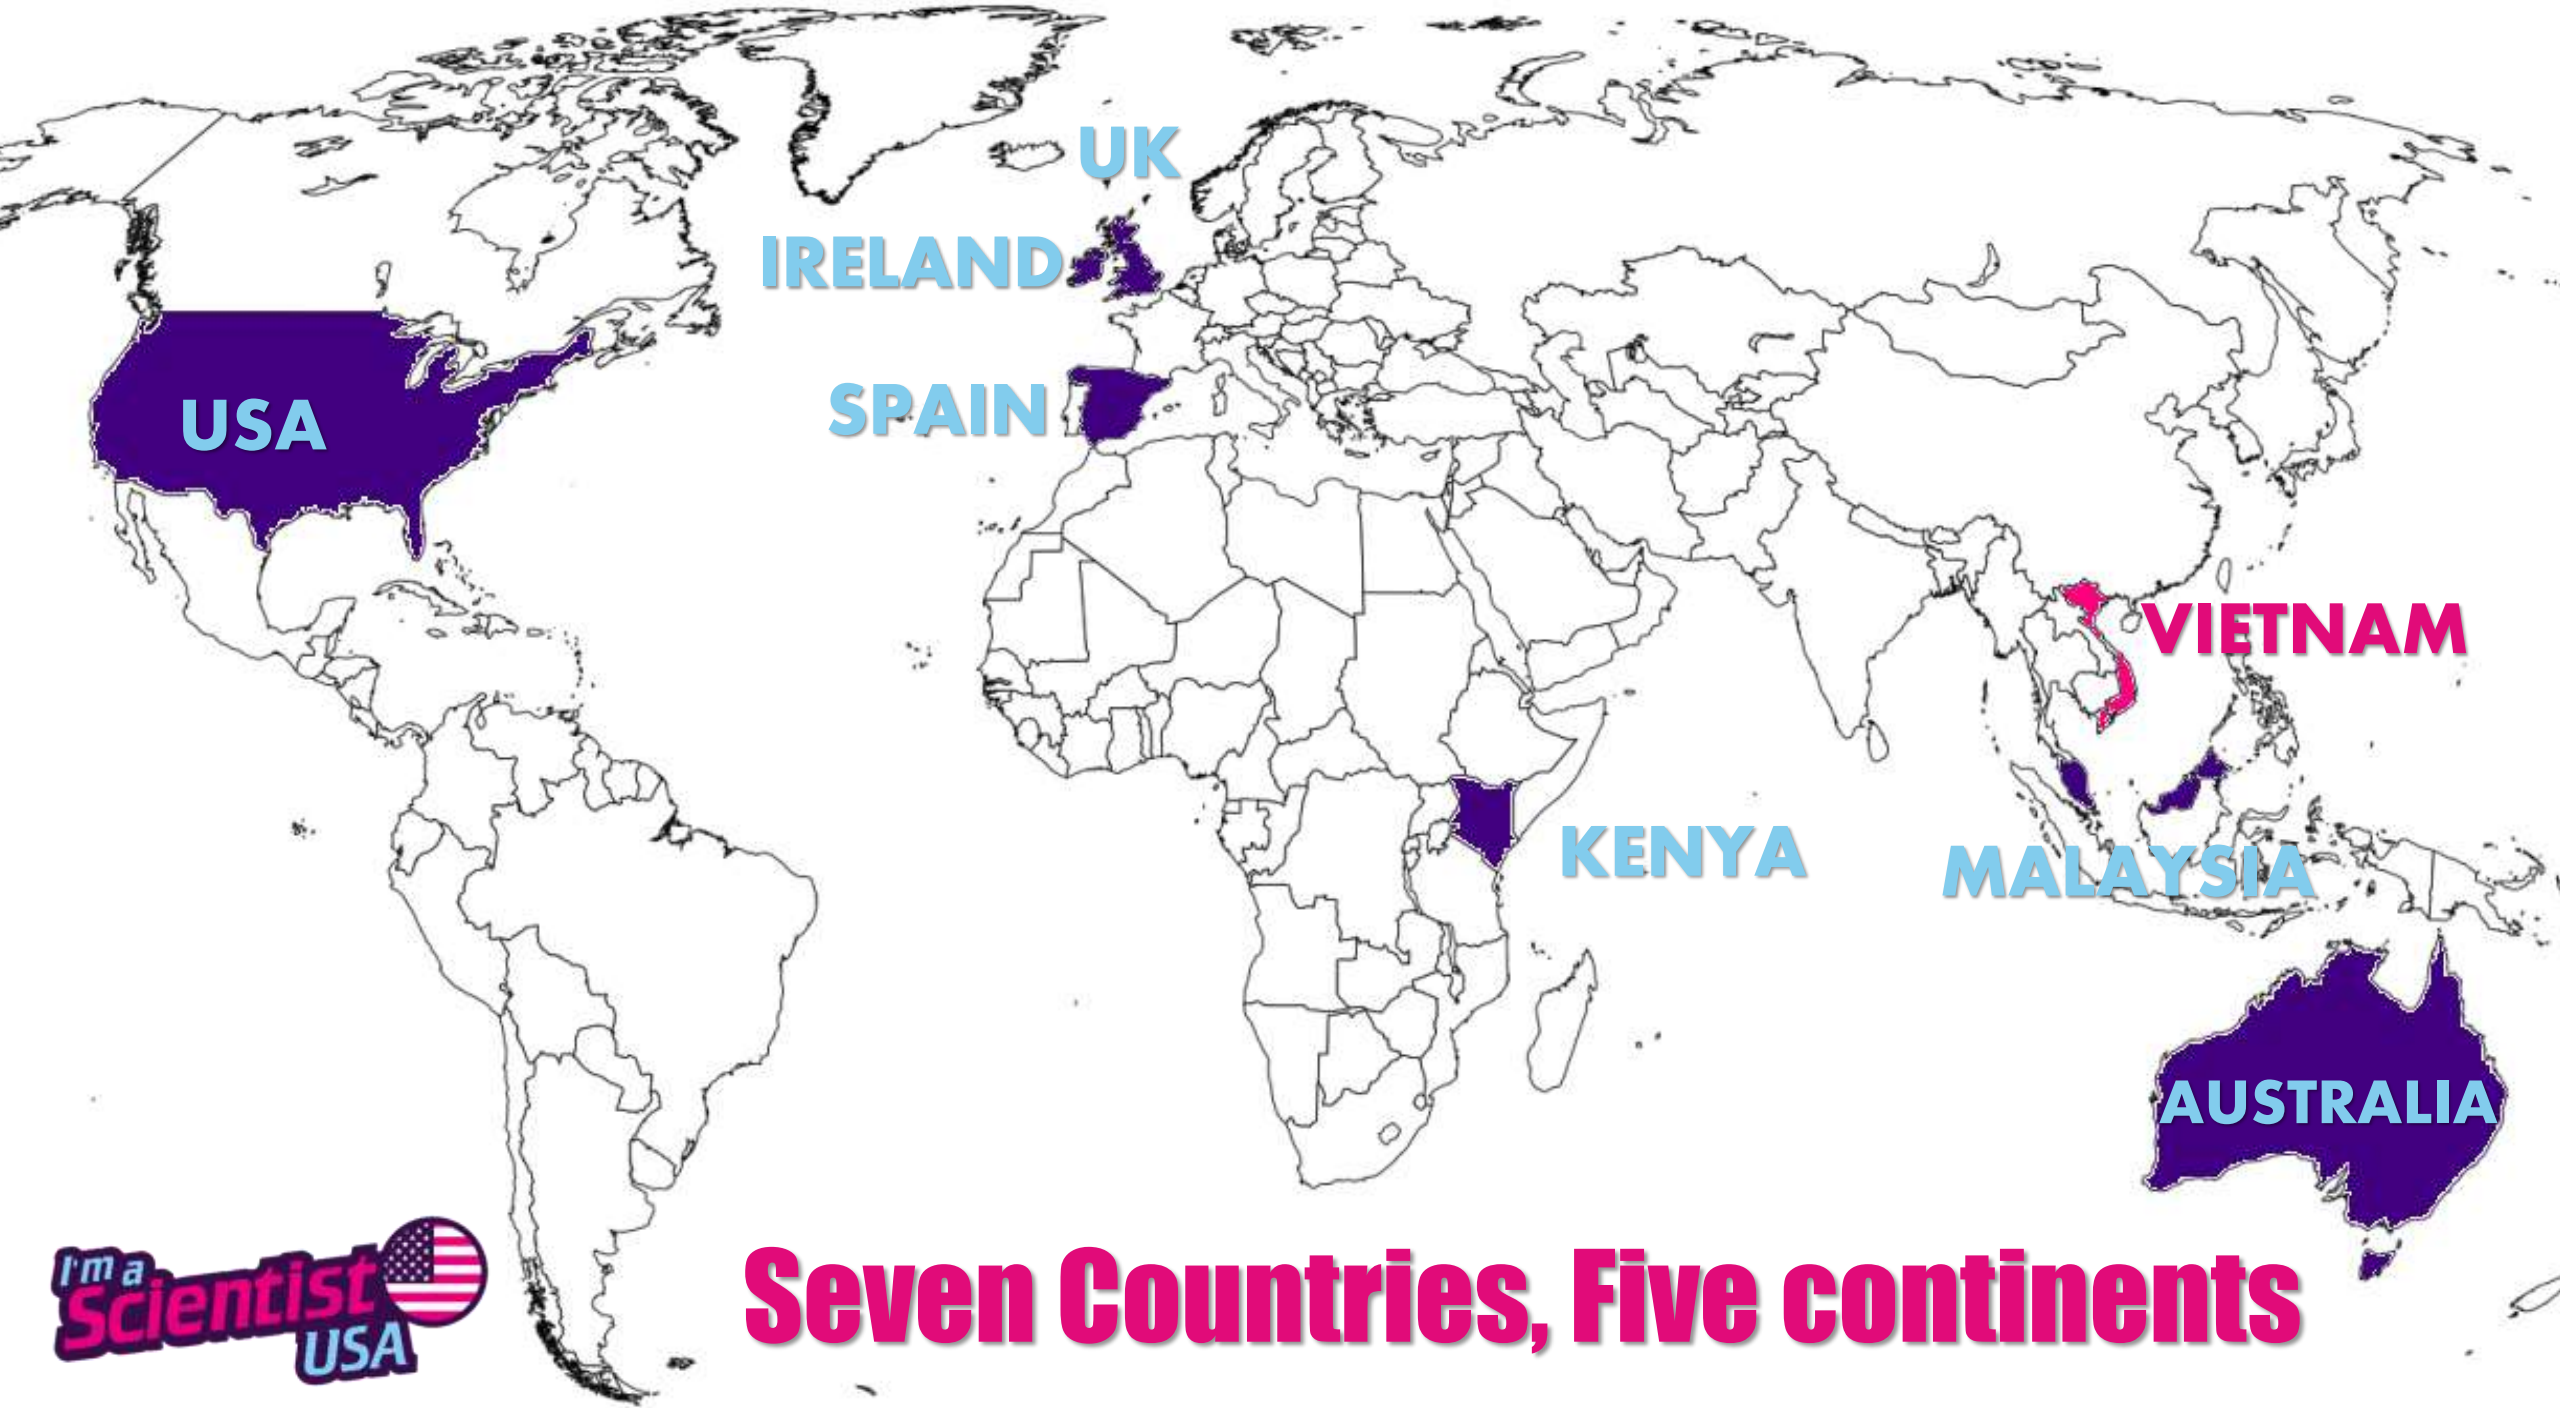 UK
IRELAND
SPAIN
USA
VIETNAM
KENYA
MALAYSIA
AUSTRALIA
I'm a
Scientist
USA
Seven Countries, Five continents